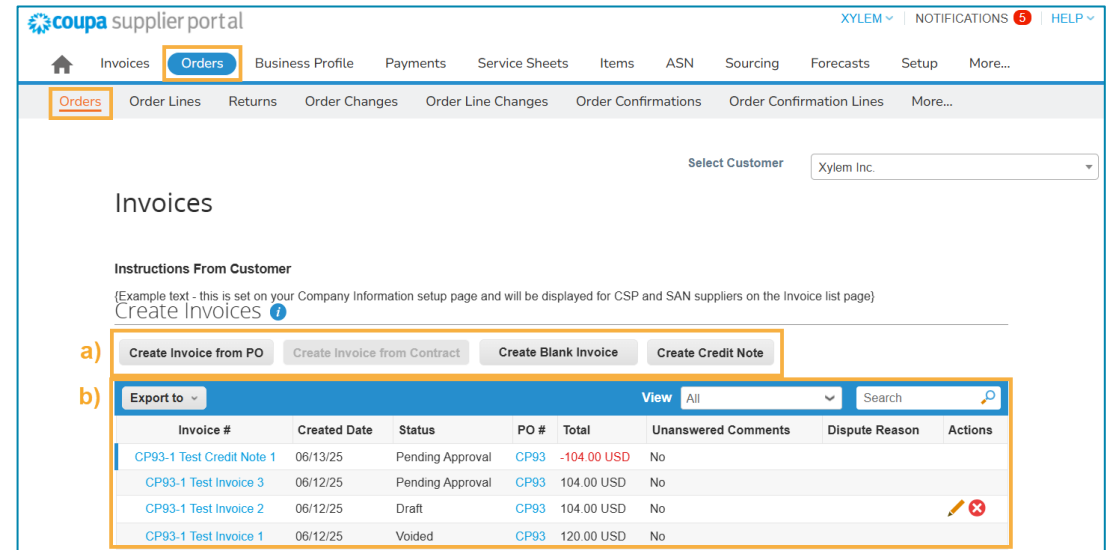 coupa supplier portal
XYLEM NOTIFICATIONS 5 HELP
Invoices Orders Business Profile Payments Service Sheets Items ASN Sourcing Forecasts Setup More...
Orders Order Lines Returns Order Changes Order Line Changes Order Confirmations Order Confirmation Lines More...
Select Customer Xylem Inc.
Invoices
Instructions From Customer
{Example text - this is set on your Company Information setup page and will be displayed for CSP and SAN suppliers on the Invoice list page}
Create Invoices i
a) Create Invoice from PO Create Invoice from Contract Create Blank Invoice Create Credit Note
b) Export to View All Search
Invoice # Created Date Status PO # Total Unanswered Comments Dispute Reason Actions
CP93-1 Test Credit Note 1 06/13/25 Pending Approval CP93 -104.00 USD No
CP93-1 Test Invoice 3 06/12/25 Pending Approval CP93 104.00 USD No
CP93-1 Test Invoice 2 06/12/25 Draft CP93 104.00 USD No
CP93-1 Test Invoice 1 06/12/25 Voided CP93 120.00 USD No